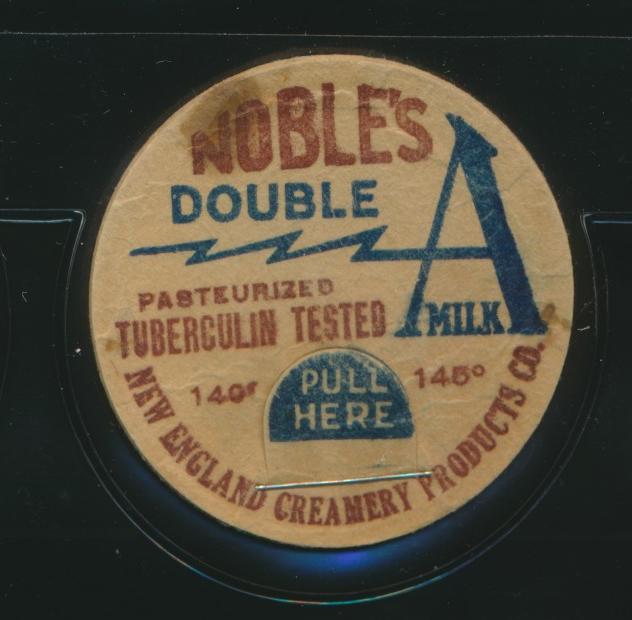 NOBLE'S
DOUBLE A
PASTEURIZED
TUBERCULIN TESTED MILK
140° 145°
PULL
HERE
NEW ENGLAND CREAMERY PRODUCTS CO.